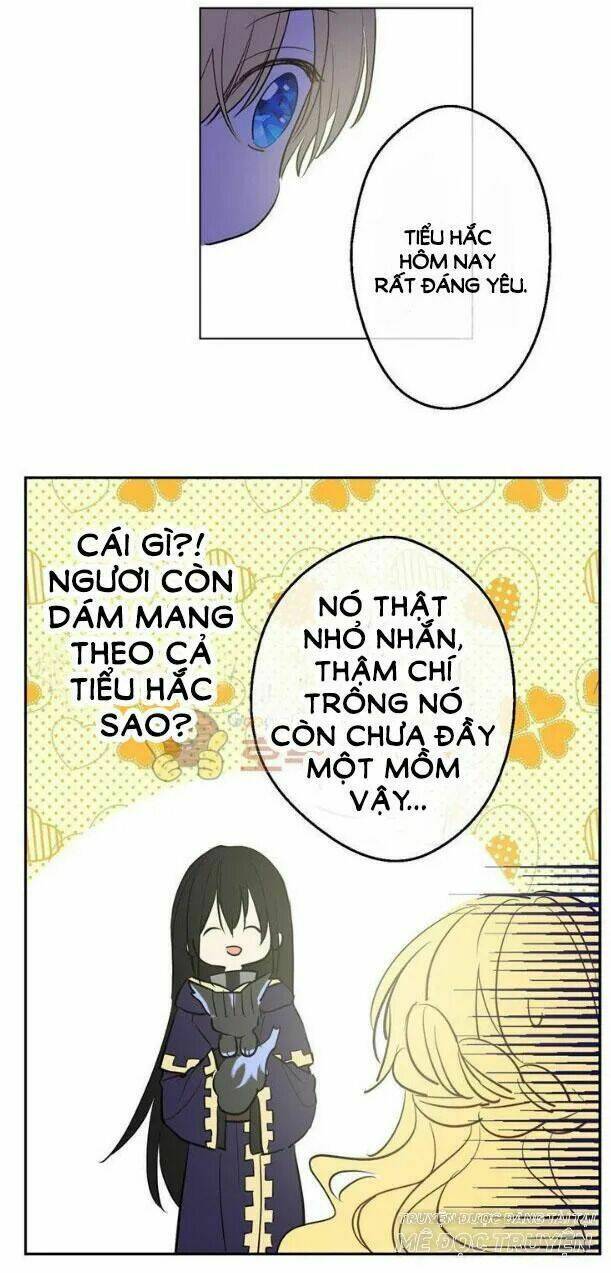 TIỂU HẮC
HÔM NAY
RẤT ĐÁNG YÊU.
CÁI GÌ?!
NGƯƠI CÒN
DÁM MANG
THEO CẢ
TIỂU HẮC
SAO?
NÓ THẬT
NHỎ NHẮN,
THẬM CHÍ
TRÔNG NÓ
CÒN CHƯA ĐẦY
MỘT MỒM
VẬY...
TRUYỆN ĐƯỢC ĐĂNG TẢI TẠI
MÊ ĐỌC TRUYỆN